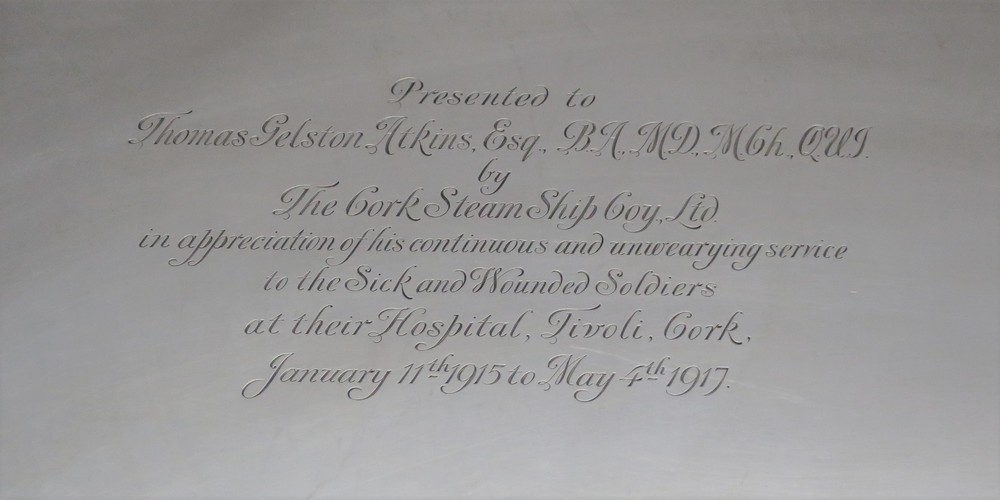 Presented to
Thomas Gelston Atkins, Esq., B.A., M.D., M.Ch., Q.U.I.
by
The Cork Steam Ship Coy., Ltd.
in appreciation of his continuous and unwearying service
to the Sick and Wounded Soldiers
at their Hospital, Tivoli, Cork,
January 11th 1915 to May 4th 1917.